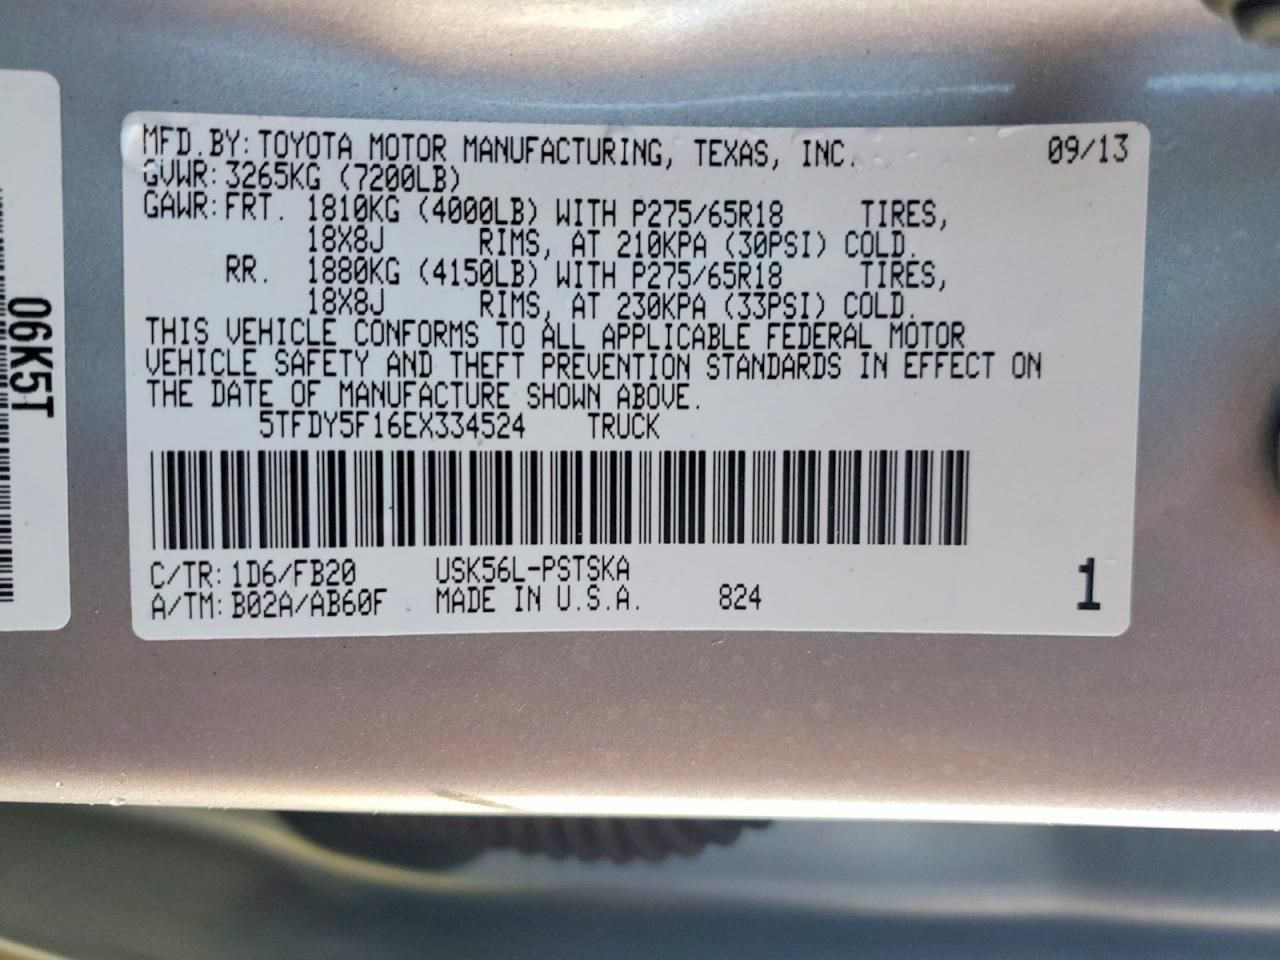 MFD.BY: TOYOTA MOTOR MANUFACTURING, TEXAS, INC. 09/13
GVWR: 3265KG (7200LB)
GAWR: FRT. 1810KG (4000LB) WITH P275/65R18 TIRES,
18X8J RIMS, AT 210KPA (30PSI) COLD.
RR. 1880KG (4150LB) WITH P275/65R18 TIRES,
18X8J RIMS, AT 230KPA (33PSI) COLD.
THIS VEHICLE CONFORMS TO ALL APPLICABLE FEDERAL MOTOR
VEHICLE SAFETY AND THEFT PREVENTION STANDARDS IN EFFECT ON
THE DATE OF MANUFACTURE SHOWN ABOVE.
5TFDY5F16EX334524 TRUCK
C/TR: 1D6/FB20 USK56L-PSTSKA
A/TM: B02A/AB60F MADE IN U.S.A. 824 1
06K5T